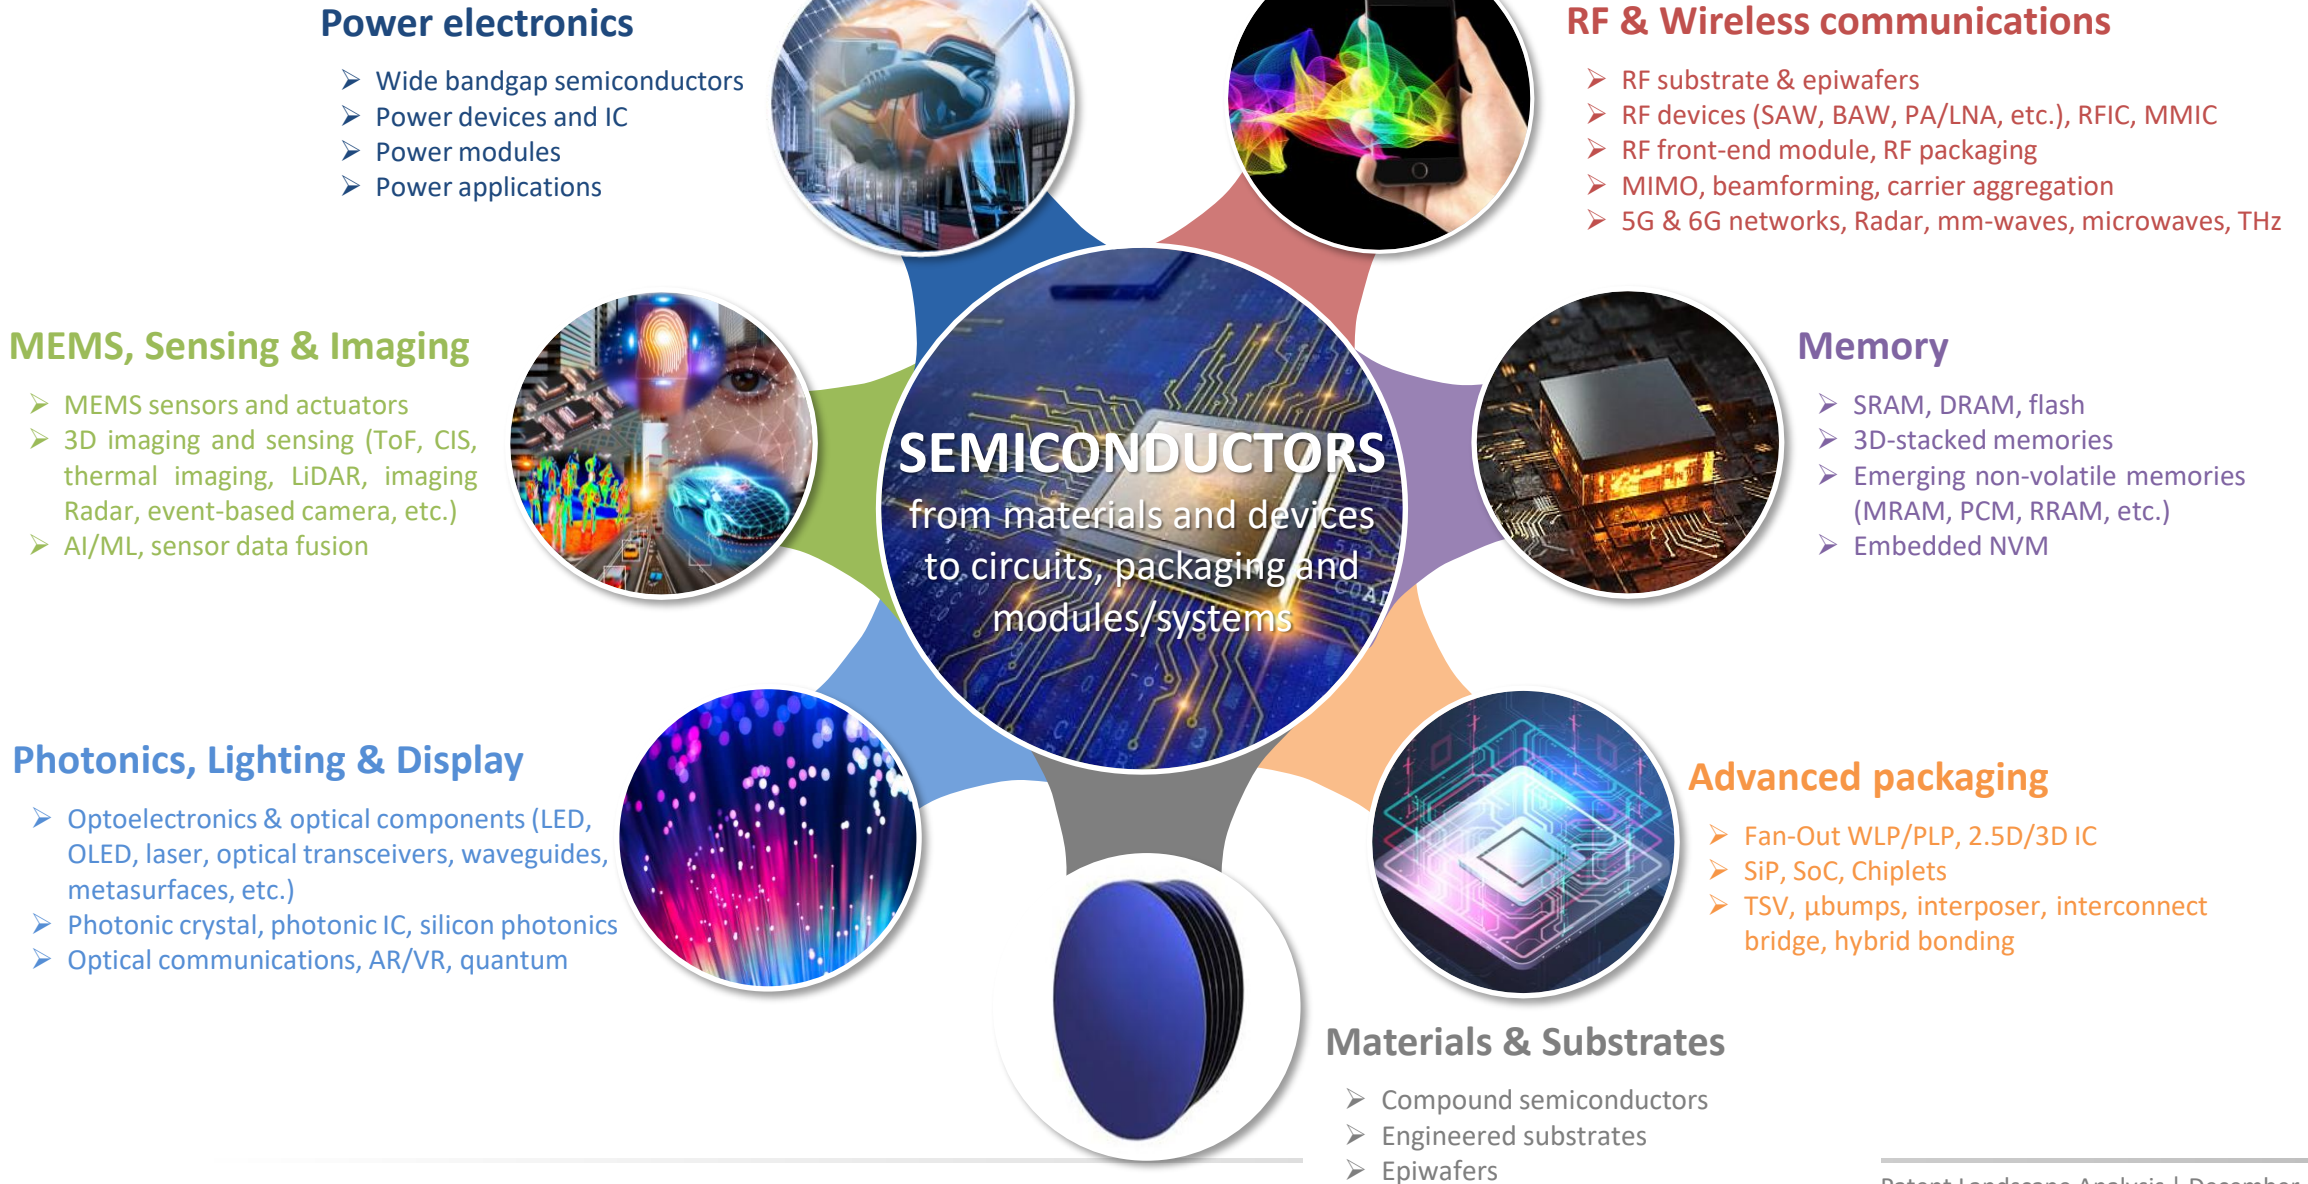 Power electronics
Wide bandgap semiconductors
Power devices and IC
Power modules
Power applications
RF & Wireless communications
RF substrate & epiwafers
RF devices (SAW, BAW, PA/LNA, etc.), RFIC, MMIC
RF front-end module, RF packaging
MIMO, beamforming, carrier aggregation
5G & 6G networks, Radar, mm-waves, microwaves, THz
MEMS, Sensing & Imaging
MEMS sensors and actuators
3D imaging and sensing (ToF, CIS,
thermal imaging, LiDAR, imaging
Radar, event-based camera, etc.)
AI/ML, sensor data fusion
SEMICONDUCTORS
from materials and devices
to circuits, packaging and
modules/systems
Memory
SRAM, DRAM, flash
3D-stacked memories
Emerging non-volatile memories
(MRAM, PCM, RRAM, etc.)
Embedded NVM
Photonics, Lighting & Display
Optoelectronics & optical components (LED,
OLED, laser, optical transceivers, waveguides,
metasurfaces, etc.)
Photonic crystal, photonic IC, silicon photonics
Optical communications, AR/VR, quantum
Advanced packaging
Fan-Out WLP/PLP, 2.5D/3D IC
SiP, SoC, Chiplets
TSV, μbumps, interposer, interconnect
bridge, hybrid bonding
Materials & Substrates
Compound semiconductors
Engineered substrates
Epiwafers
Patent Landscape Analysis | December